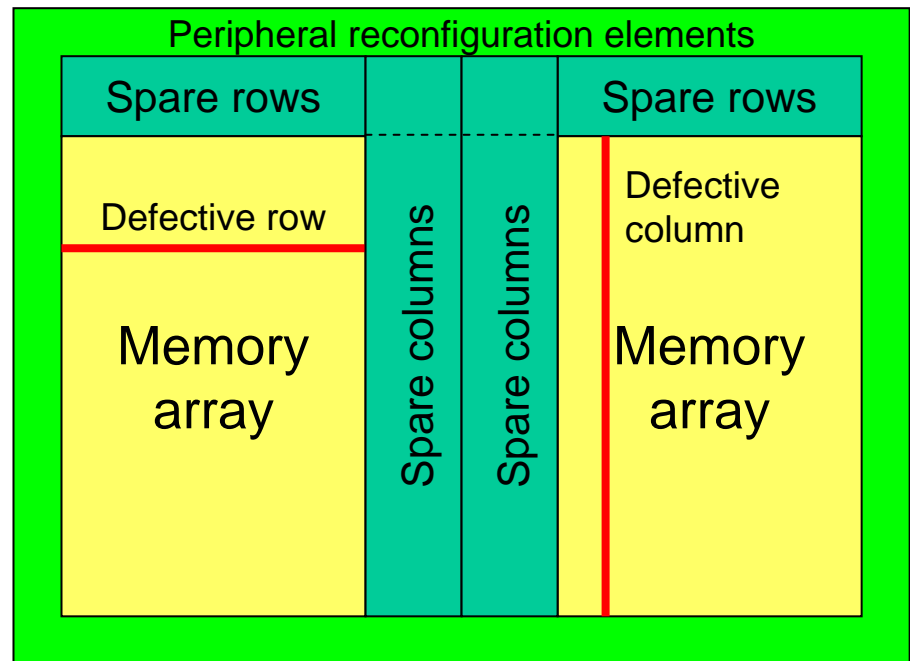 Peripheral reconfiguration elements
Spare rows
Spare rows
Defective row
Defective
column
Spare columns
Spare columns
Memory
array
Memory
array